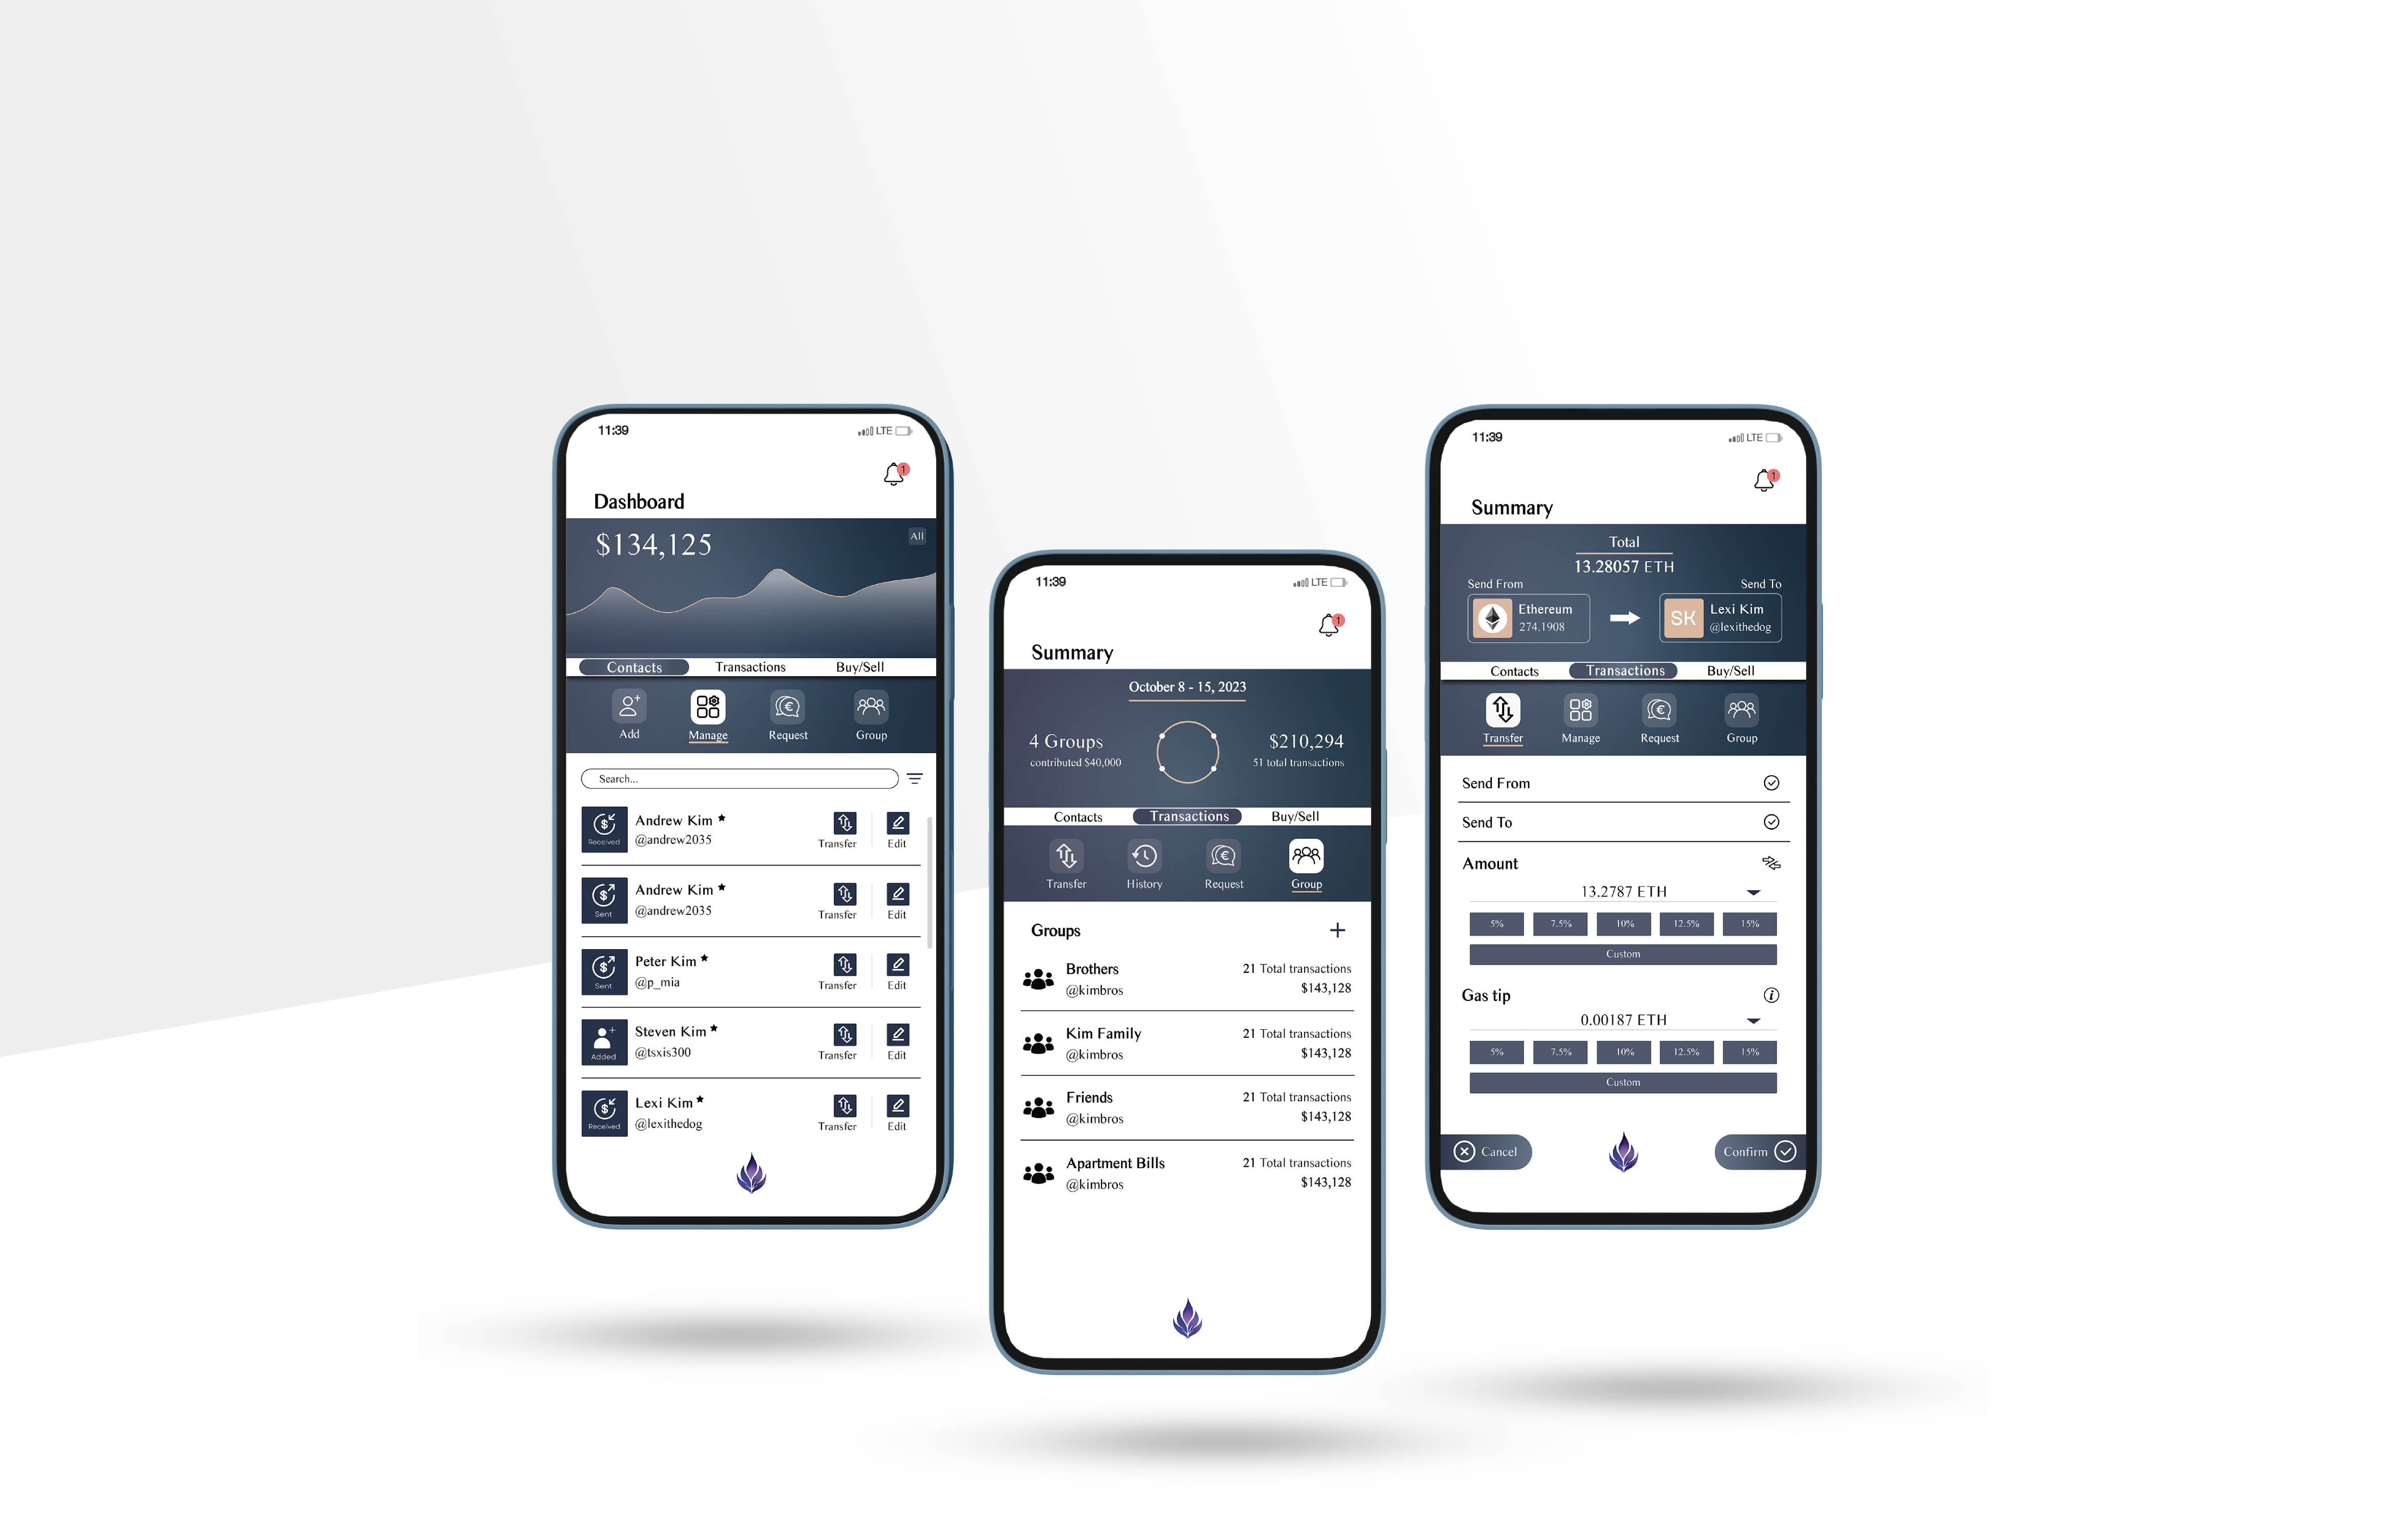 11:39
LTE
1
Dashboard
$134,125
All
Contacts Transactions Buy/Sell
Add Manage Request Group
Search...
Received
Andrew Kim
@andrew2035
Transfer Edit
Sent
Andrew Kim
@andrew2035
Transfer Edit
Sent
Peter Kim
@p_mia
Transfer Edit
Added
Steven Kim
@tsxis300
Transfer Edit
Received
Lexi Kim
@lexithedog
Transfer Edit
11:39
LTE
1
Summary
October 8 - 15, 2023
4 Groups
contributed $40,000
$210,294
51 total transactions
Contacts Transactions Buy/Sell
Transfer History Request Group
Groups
Brothers
@kimbros
21 Total transactions
$143,128
Kim Family
@kimbros
21 Total transactions
$143,128
Friends
@kimbros
21 Total transactions
$143,128
Apartment Bills
@kimbros
21 Total transactions
$143,128
11:39
LTE
1
Summary
Total
13.28057 ETH
Send From
Ethereum
274.1908
Send To
SK
Lexi Kim
@lexithedog
Contacts Transactions Buy/Sell
Transfer Manage Request Group
Send From
Send To
Amount
13.2787 ETH
5% 7.5% 10% 12.5% 15%
Custom
Gas tip
0.00187 ETH
5% 7.5% 10% 12.5% 15%
Custom
Cancel
Confirm